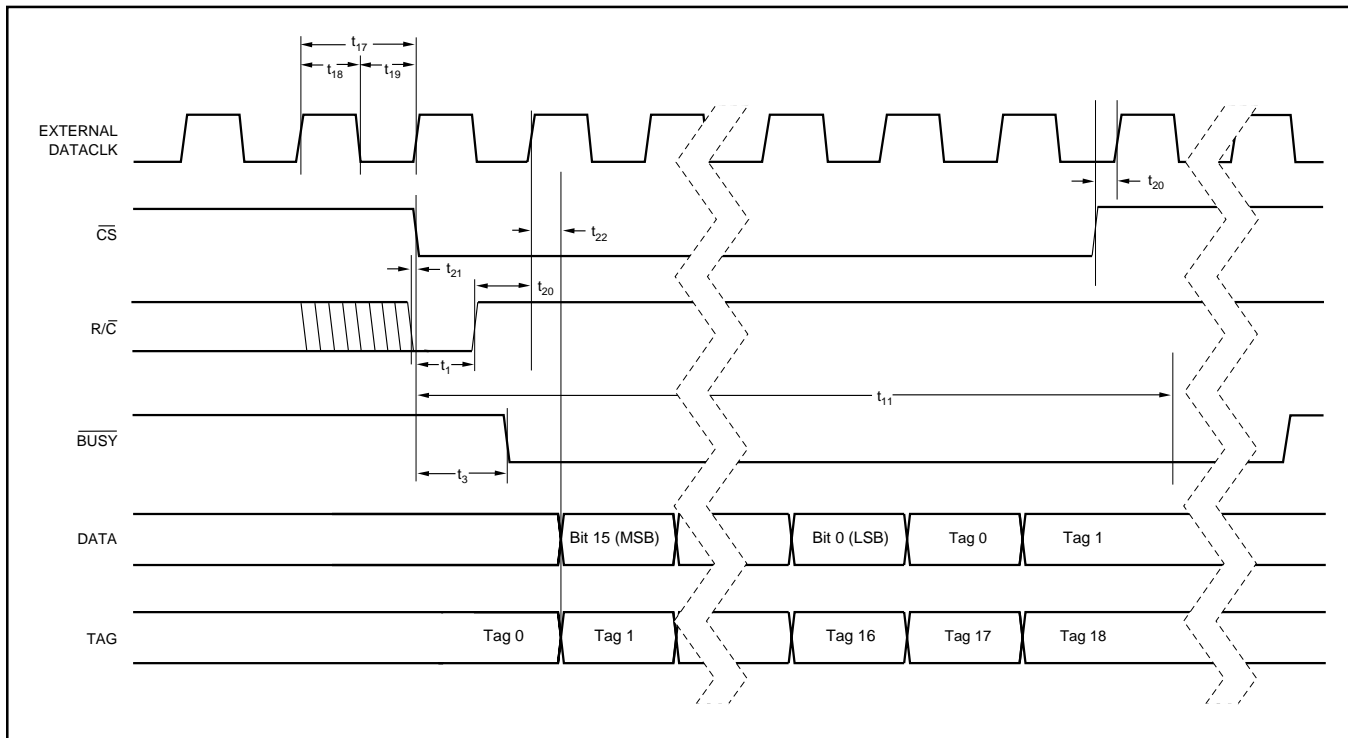 t17
t18
t19
EXTERNAL
DATACLK
t20
CS
t22
t21
t20
R/C
t1
t11
BUSY
t3
DATA
Bit 15 (MSB)
Bit 0 (LSB)
Tag 0
Tag 1
TAG
Tag 0
Tag 1
Tag 16
Tag 17
Tag 18